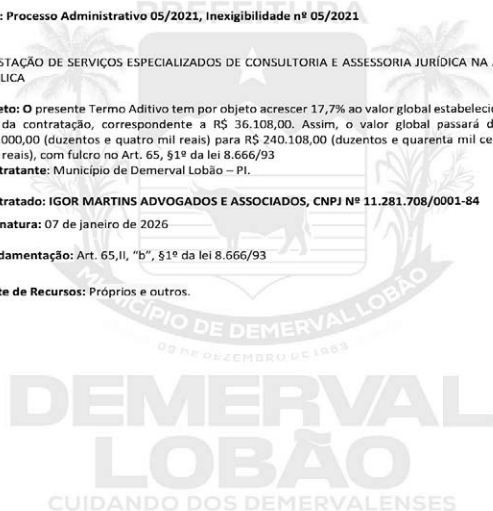 PREFEITURA
: Processo Administrativo 05/2021, Inexigibilidade nº 05/2021
STAÇÃO DE SERVIÇOS ESPECIALIZADOS DE CONSULTORIA E ASSESSORIA JURÍDICA NA
LICA
eto: O presente Termo Aditivo tem por objeto acrescer 17,7% ao valor global estabeleci
da contratação, correspondente a R$ 36.108,00. Assim, o valor global passará d
000,00 (duzentos e quatro mil reais) para R$ 240.108,00 (duzentos e quarenta mil ce
reais), com fulcro no Art. 65, §1º da lei 8.666/93
tratante: Município de Demerval Lobão – PI.
tratado: IGOR MARTINS ADVOGADOS E ASSOCIADOS, CNPJ Nº 11.281.708/0001-84
natura: 07 de janeiro de 2026
damentação: Art. 65,II, “b”, §1º da lei 8.666/93
te de Recursos: Próprios e outros.
MUNICÍPIO DE DEMERVAL LOBÃO
09 DE DEZEMBRO DE 1963
DEMERVAL
LOBÃO
CUIDANDO DOS DEMERVALENSES